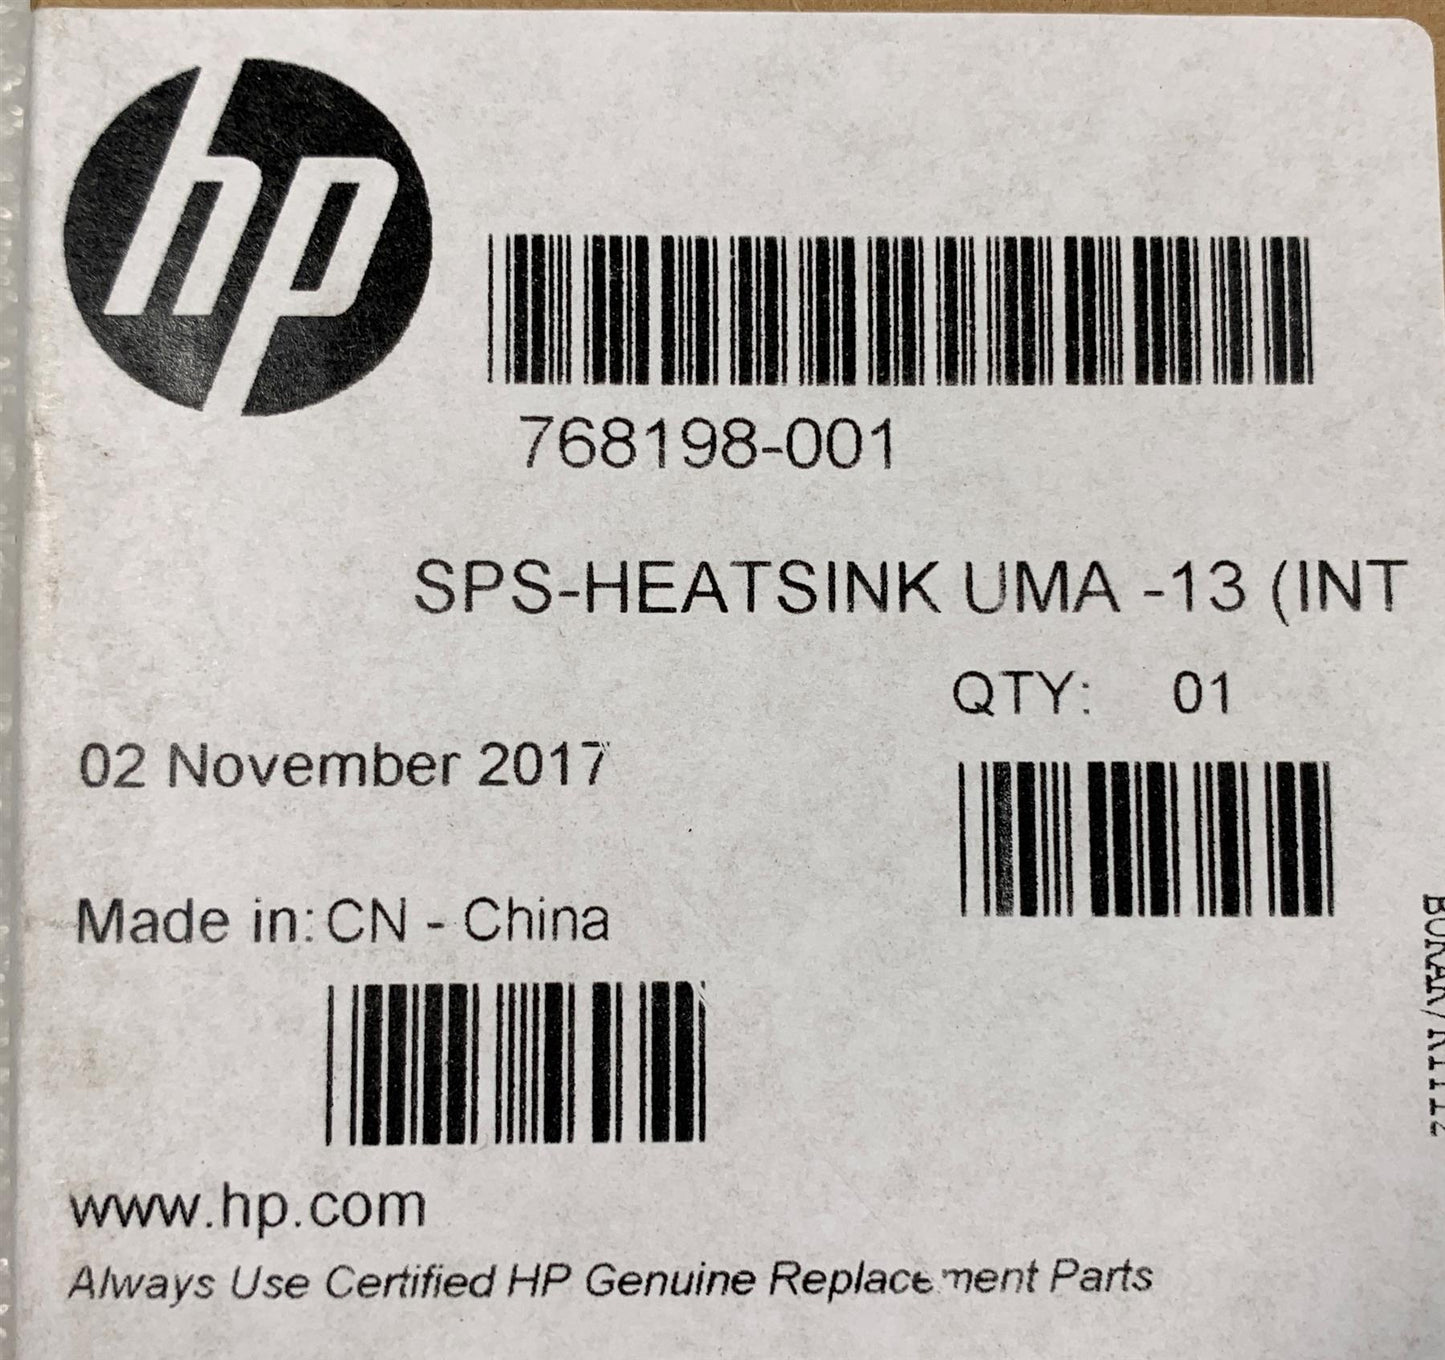 hp
768198-001
SPS-HEATSINK UMA -13 (INT
QTY: 01
02 November 2017
Made in: CN - China
www.hp.com
Always Use Certified HP Genuine Replacement Parts